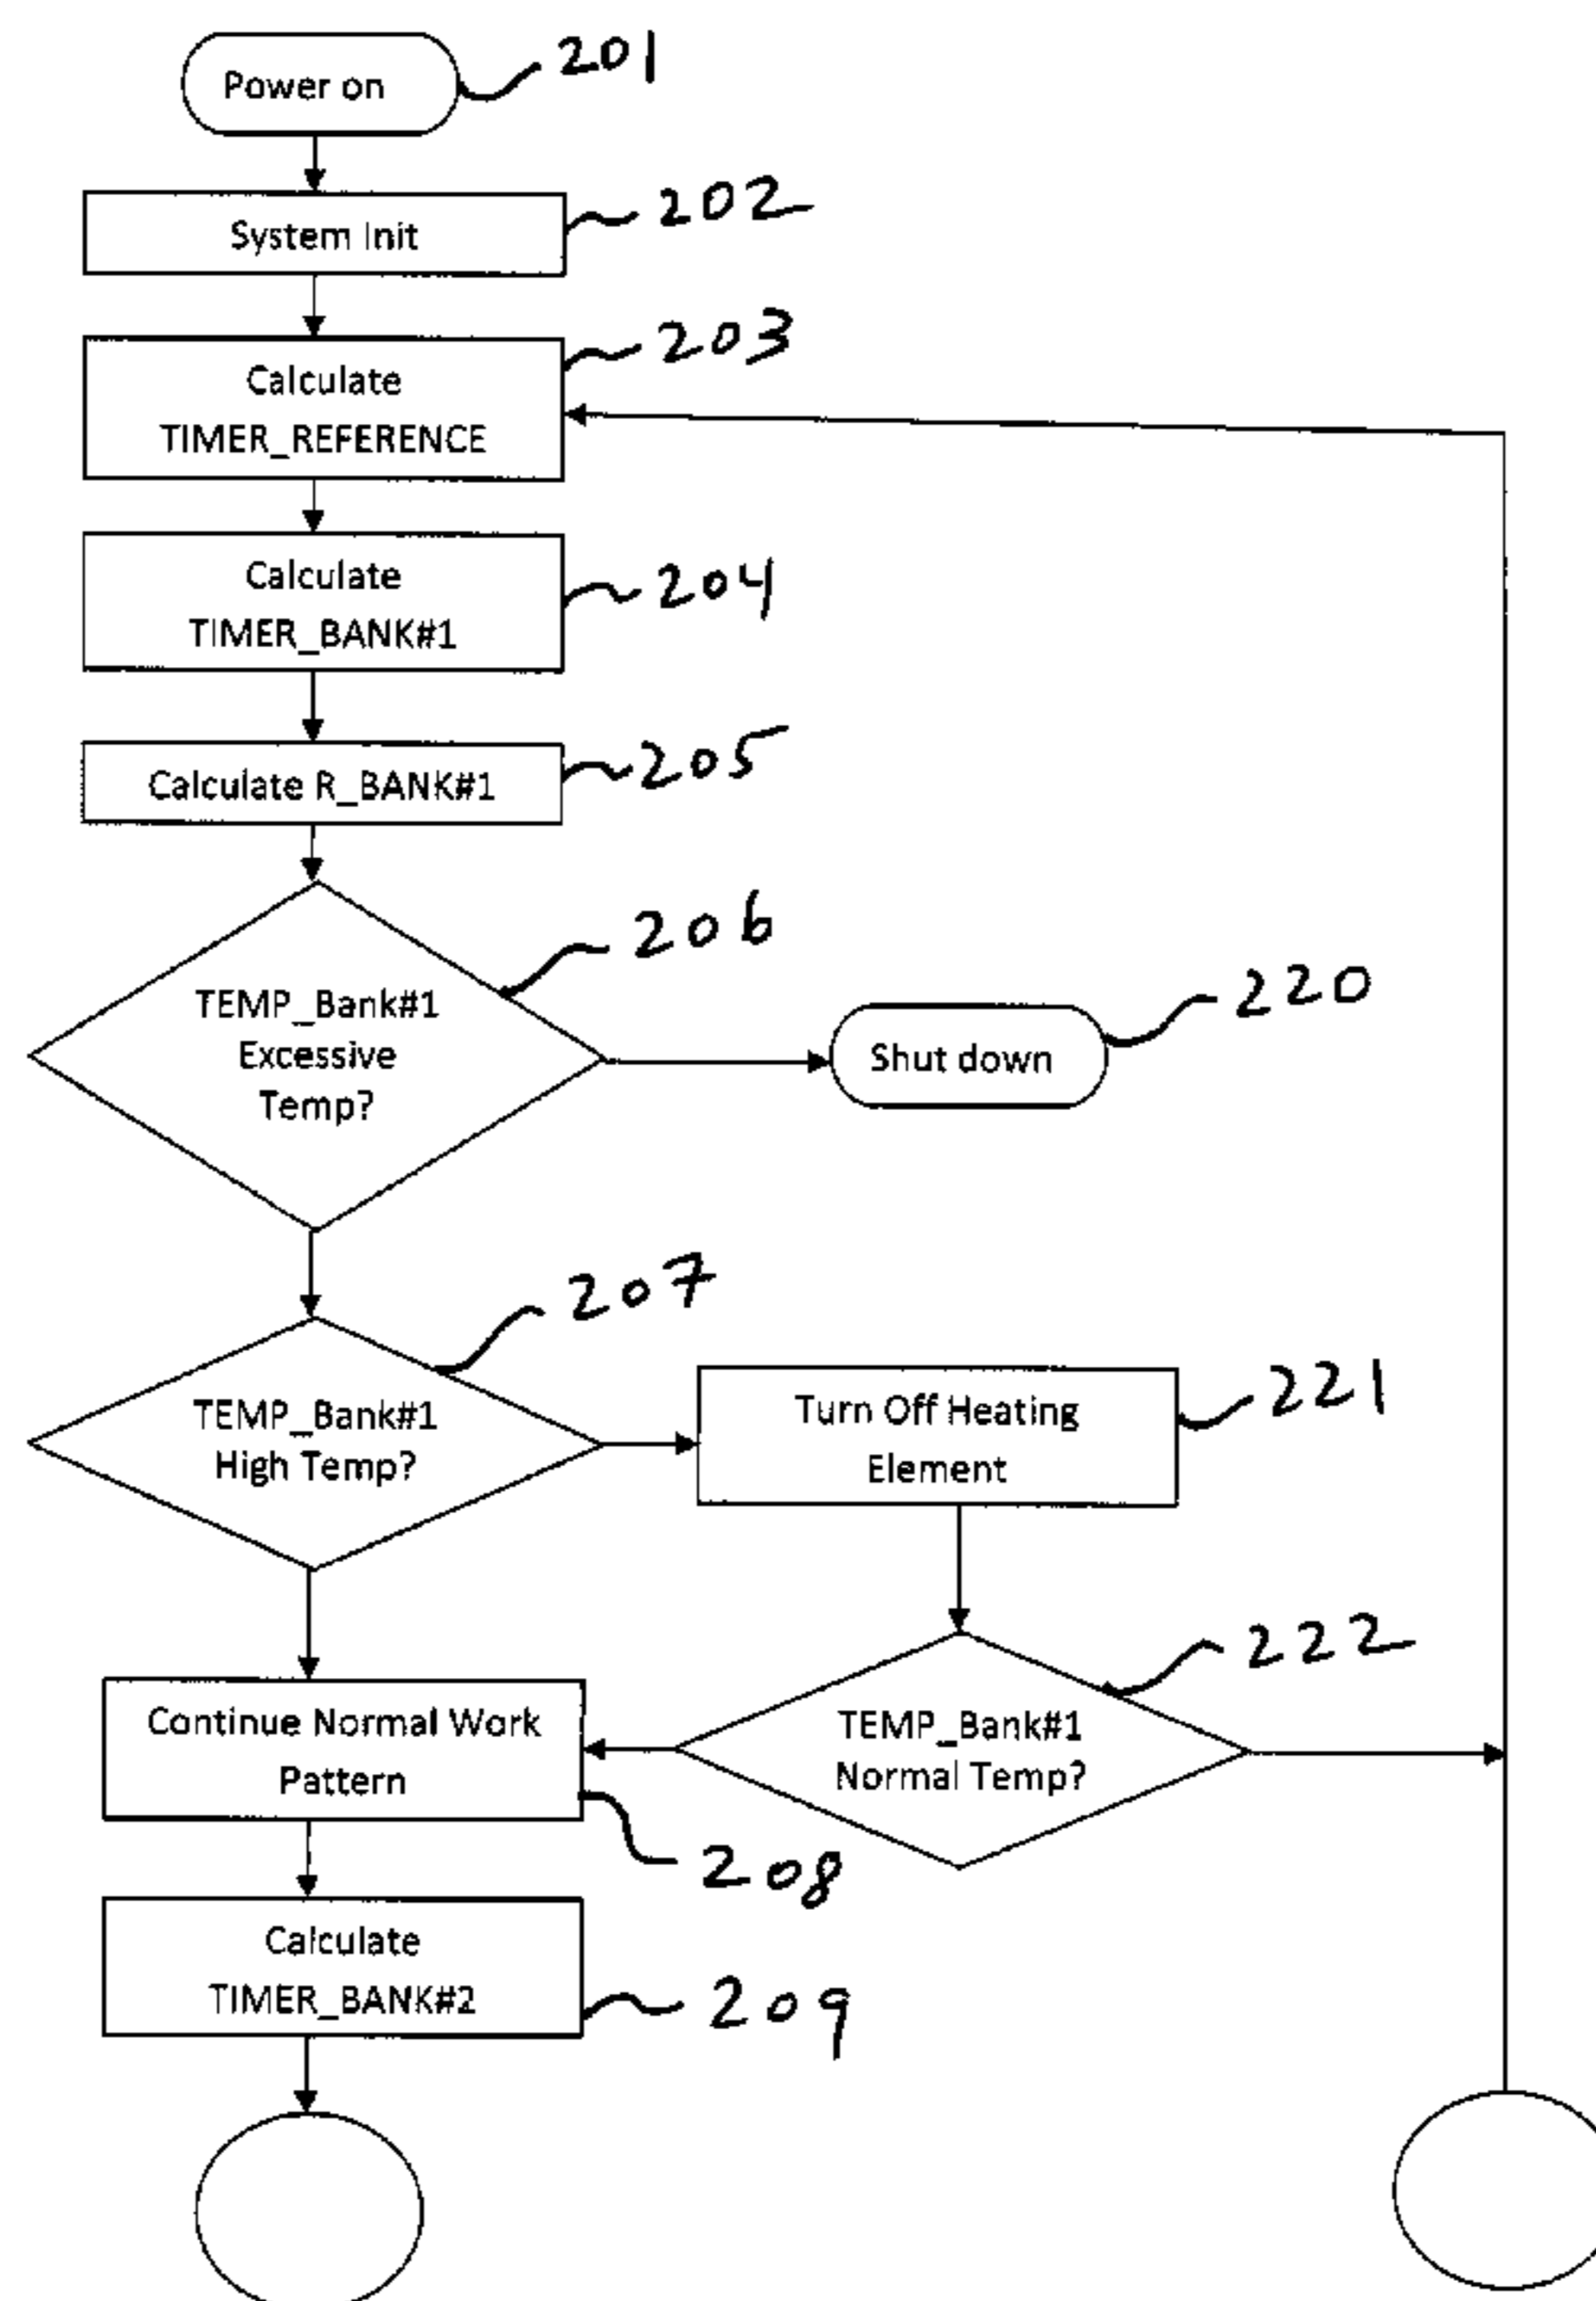 Power on
201
System Init
202
Calculate
TIMER_REFERENCE
203
Calculate
TIMER_BANK#1
204
Calculate R_BANK#1
205
TEMP_Bank#1
Excessive
Temp?
206
Shut down
220
TEMP_Bank#1
High Temp?
207
Turn Off Heating
Element
221
Continue Normal Work
Pattern
208
TEMP_Bank#1
Normal Temp?
222
Calculate
TIMER_BANK#2
209